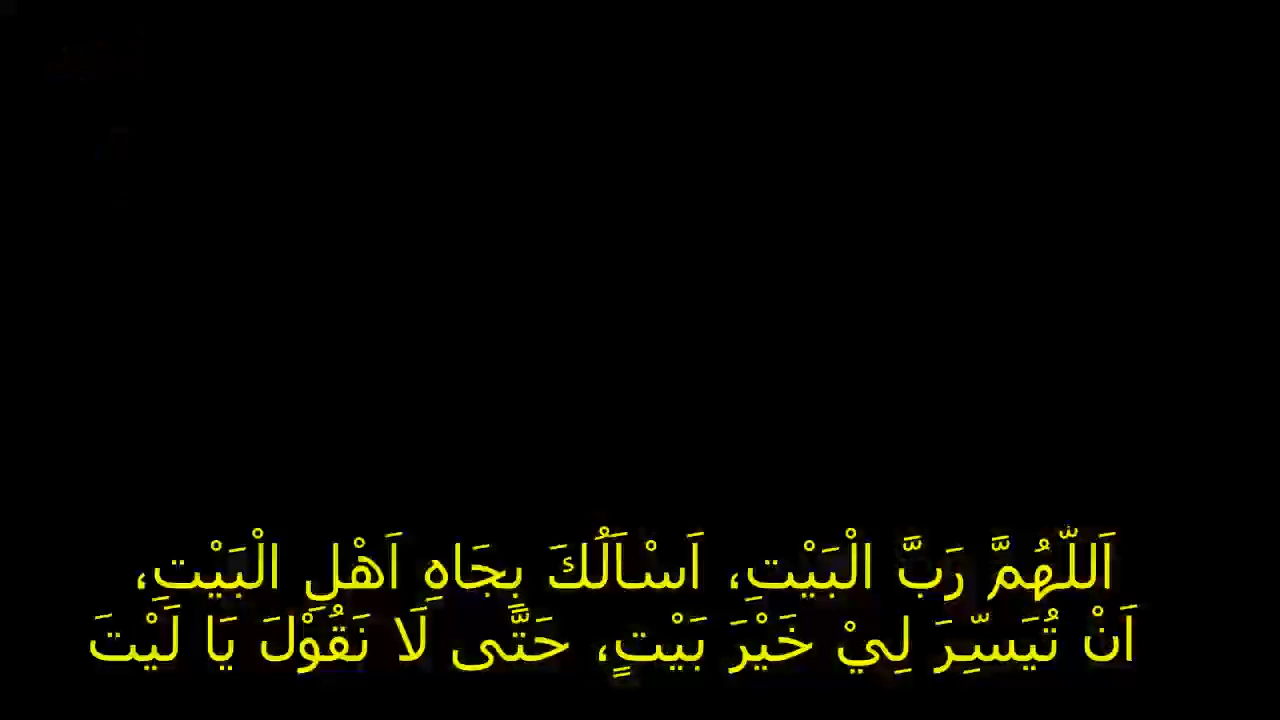 اَللّٰهُمَّ رَبَّ الْبَيْتِ، اَسْاَلُكَ بِجَاهِ اَهْلِ الْبَيْتِ،
اَنْ تُيَسِّرَ لِيْ خَيْرَ بَيْتٍ، حَتَّى لَا نَقُوْلَ يَا لَيْتَ